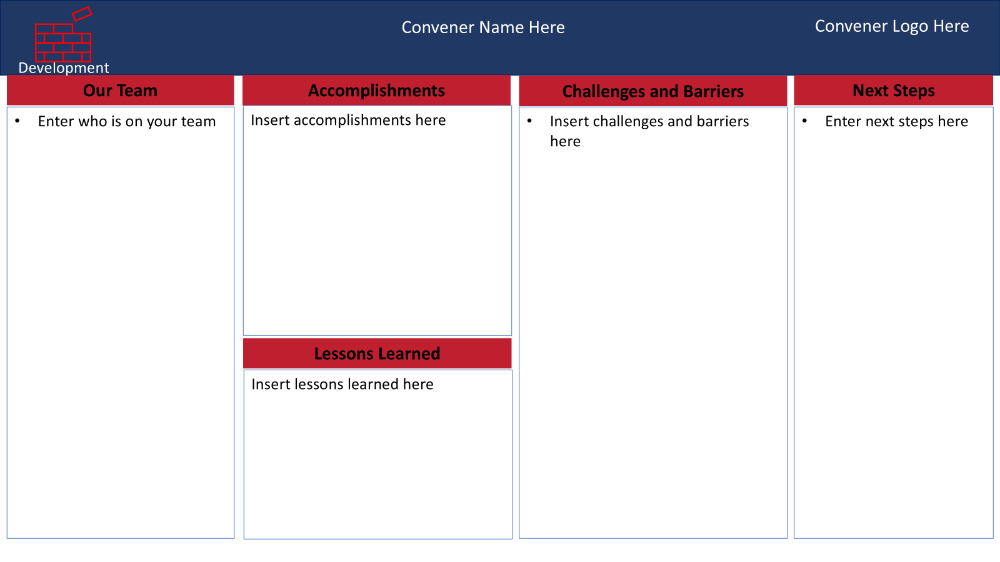 Convener Name Here
Convener Logo Here
Development
Our Team
• Enter who is on your team
Accomplishments
Insert accomplishments here
Lessons Learned
Insert lessons learned here
Challenges and Barriers
• Insert challenges and barriers
here
Next Steps
• Enter next steps here